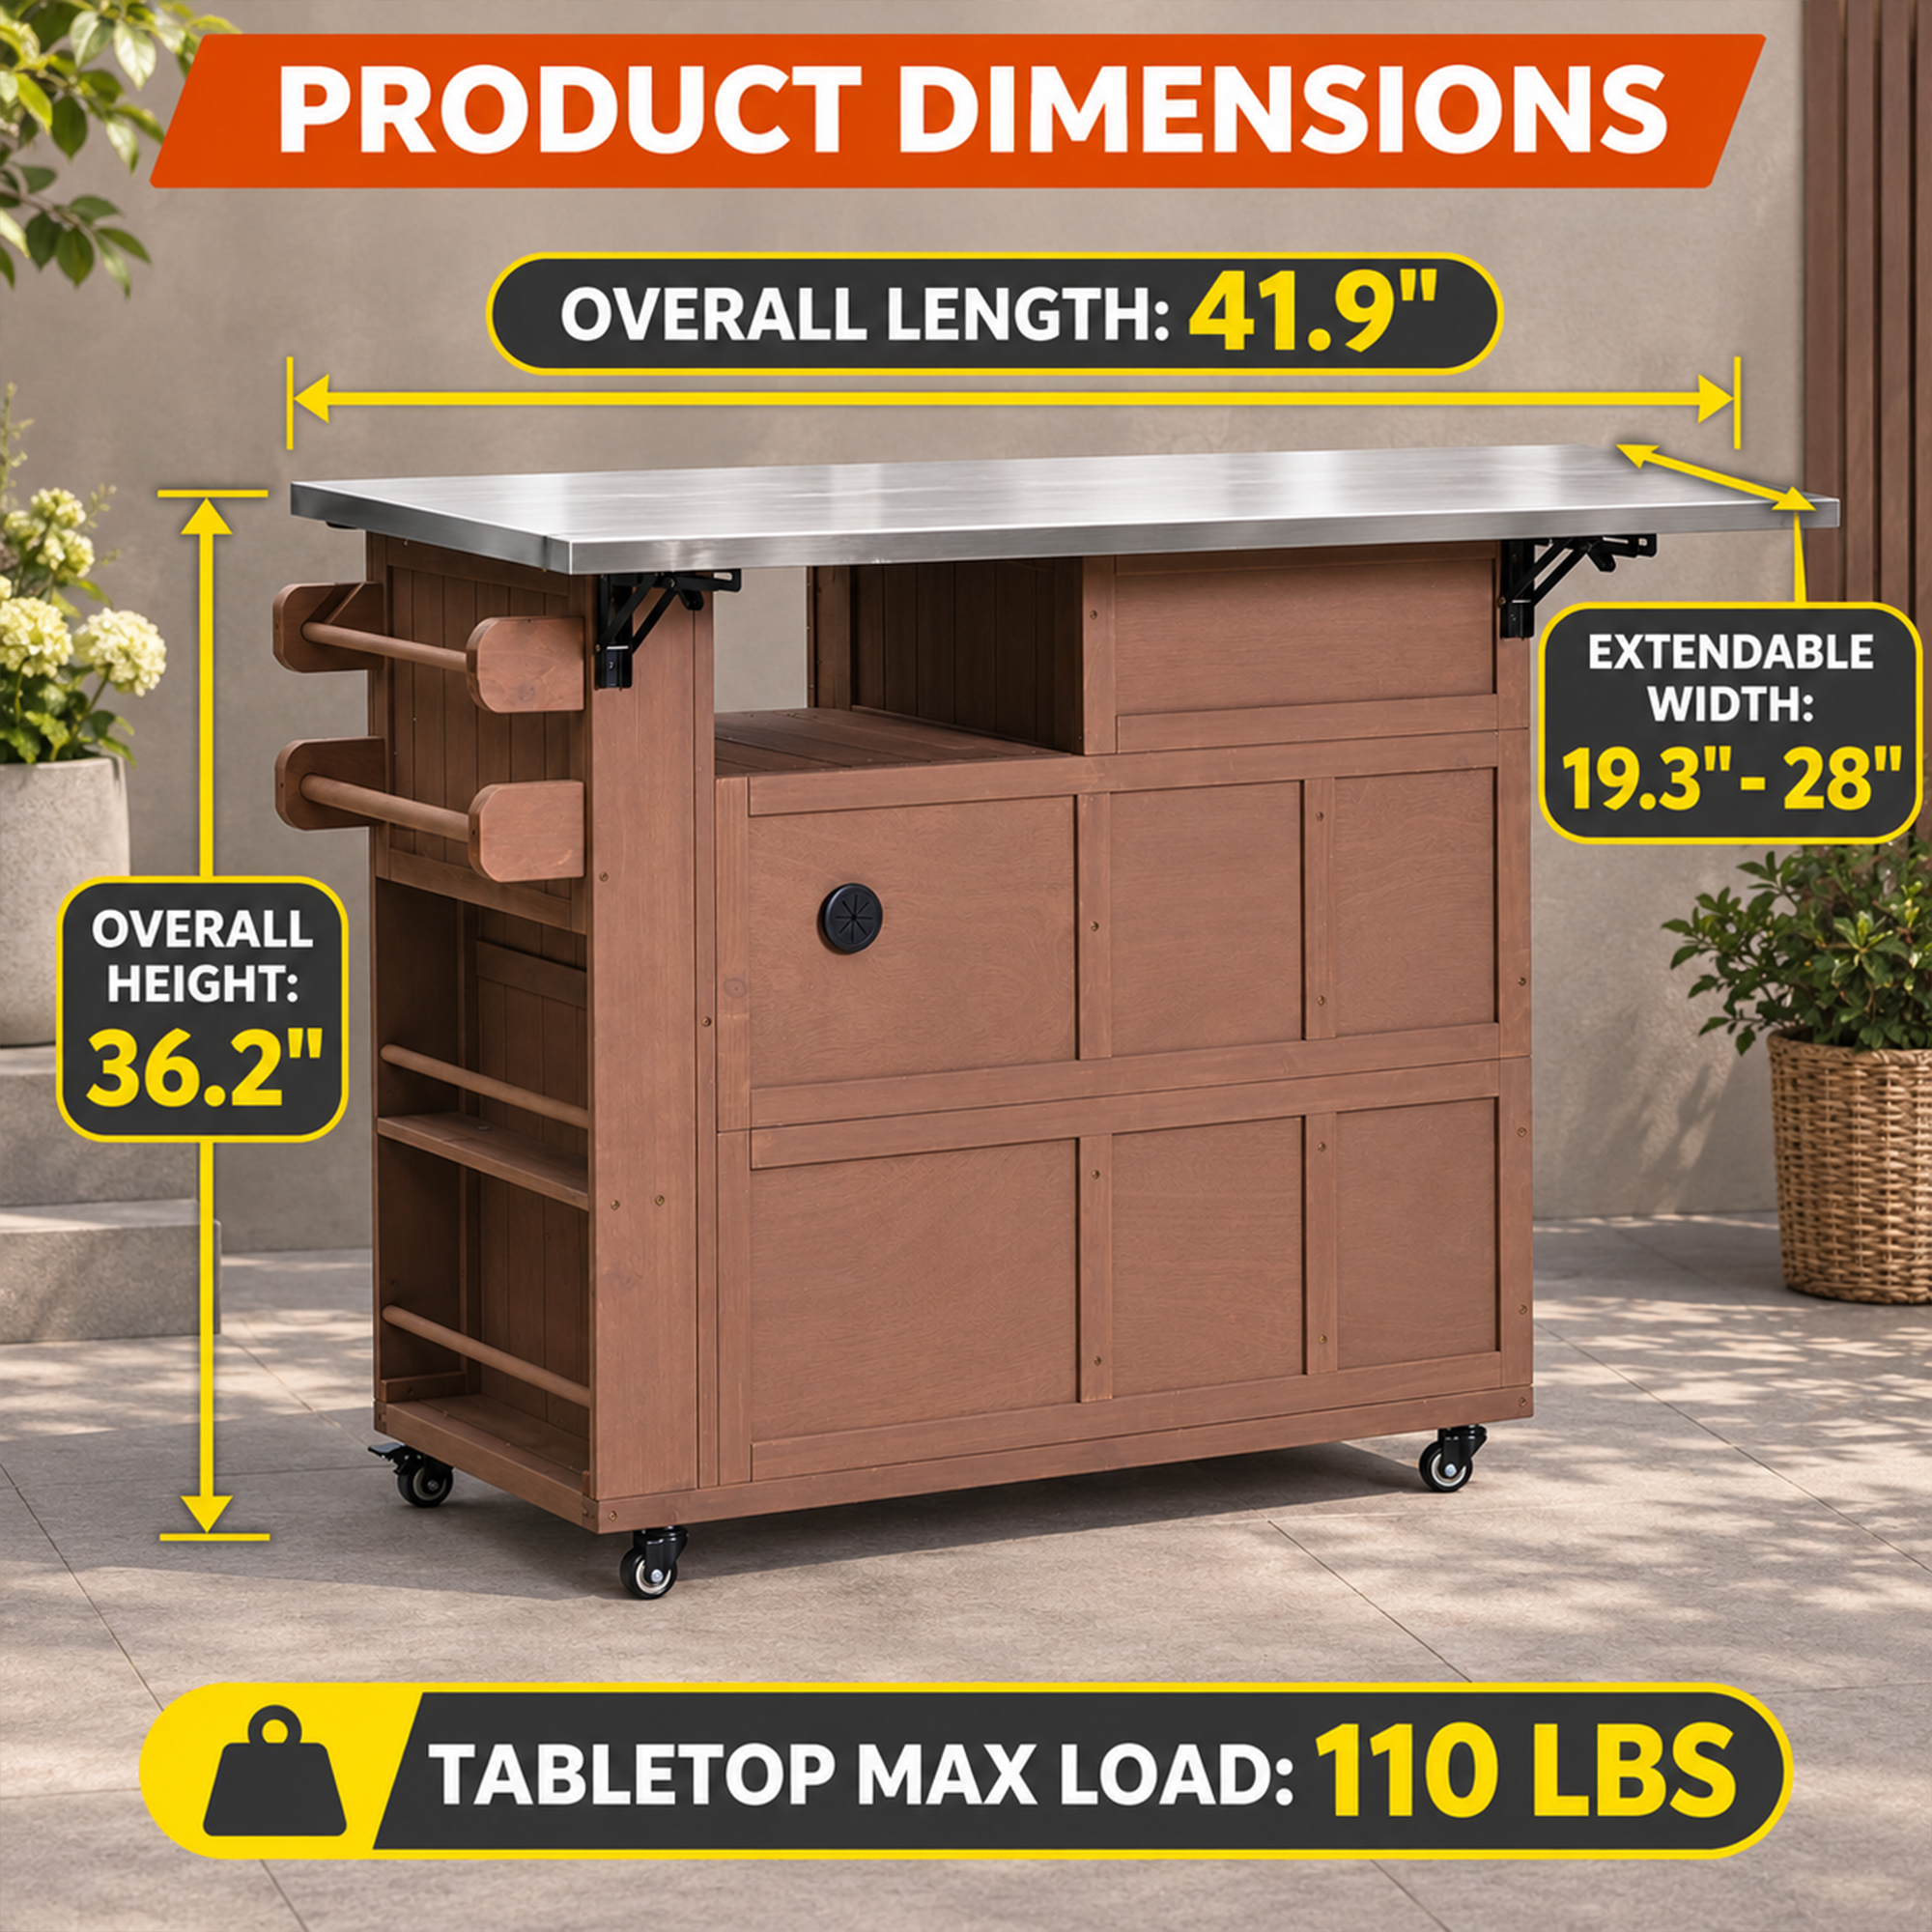 PRODUCT DIMENSIONS
OVERALL LENGTH: 41.9"
EXTENDABLE
WIDTH:
19.3" - 28"
OVERALL
HEIGHT:
36.2"
TABLETOP MAX LOAD: 110 LBS